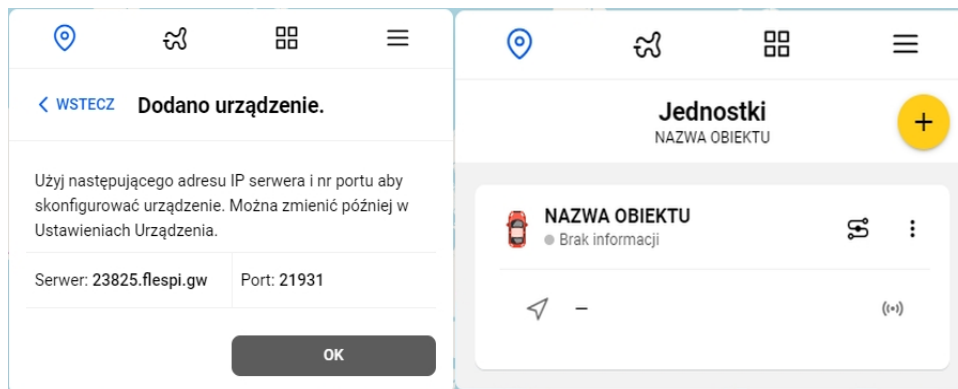 WSTECZ Dodano urządzenie.
Użyj następującego adresu IP serwera i nr portu aby
skonfigurować urządzenie. Można zmienić później w
Ustawieniach Urządzenia.
Serwer: 23825.flespi.gw Port: 21931
OK
Jednostki
NAZWA OBIEKTU
NAZWA OBIEKTU
Brak informacji
–